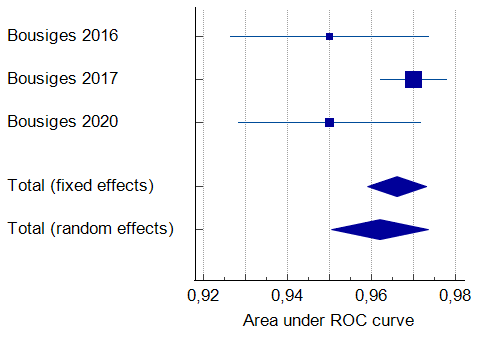 Bousiges 2016
Bousiges 2017
Bousiges 2020
Total (fixed effects)
Total (random effects)
0,92 0,94 0,96 0,98
Area under ROC curve